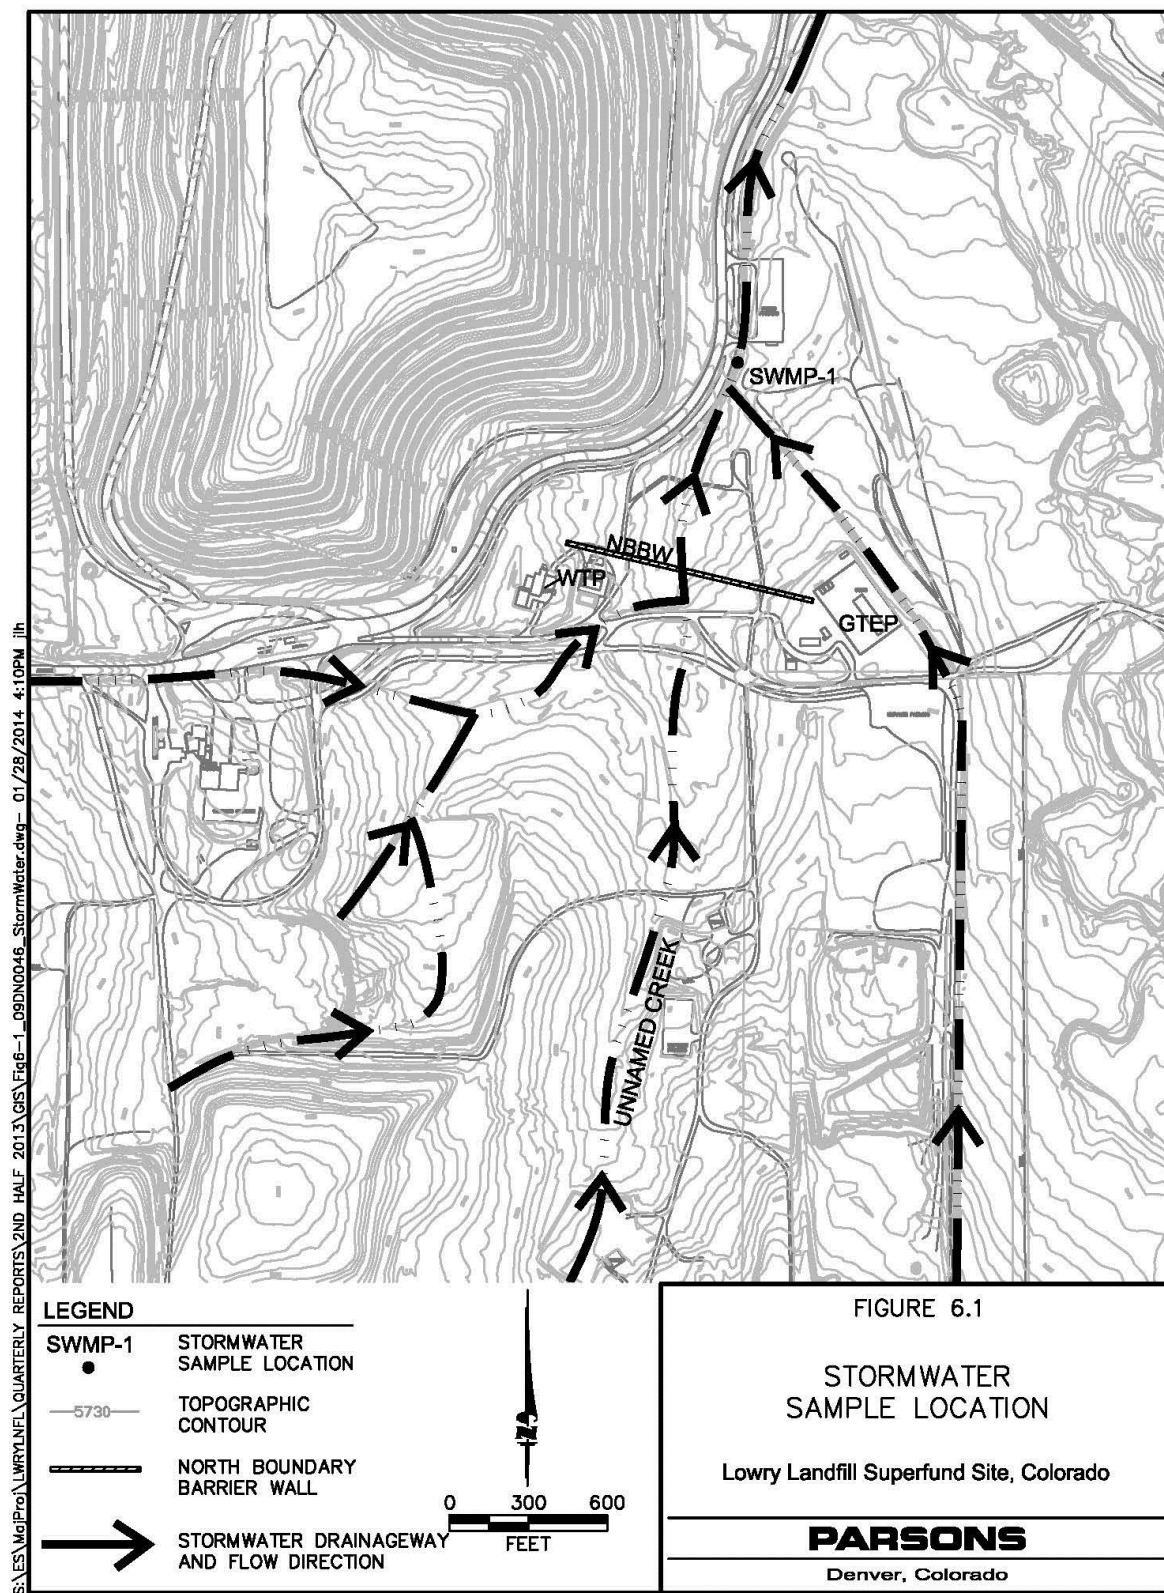 SWMP-1
NBBW
WTP
GTEP
UNNAMED CREEK
S:\ES\MajProj\LWRYLNFL\QUARTERLY REPORTS\2ND HALF 2013\GIS\Fig6-1_09DN0046_StormWater.dwg- 01/28/2014 4:10PM jlh
LEGEND
SWMP-1
STORMWATER
SAMPLE LOCATION
5730
TOPOGRAPHIC
CONTOUR
NORTH BOUNDARY
BARRIER WALL
STORMWATER DRAINAGEWAY
AND FLOW DIRECTION
0 300 600
FEET
FIGURE 6.1
STORMWATER
SAMPLE LOCATION
Lowry Landfill Superfund Site, Colorado
PARSONS
Denver, Colorado